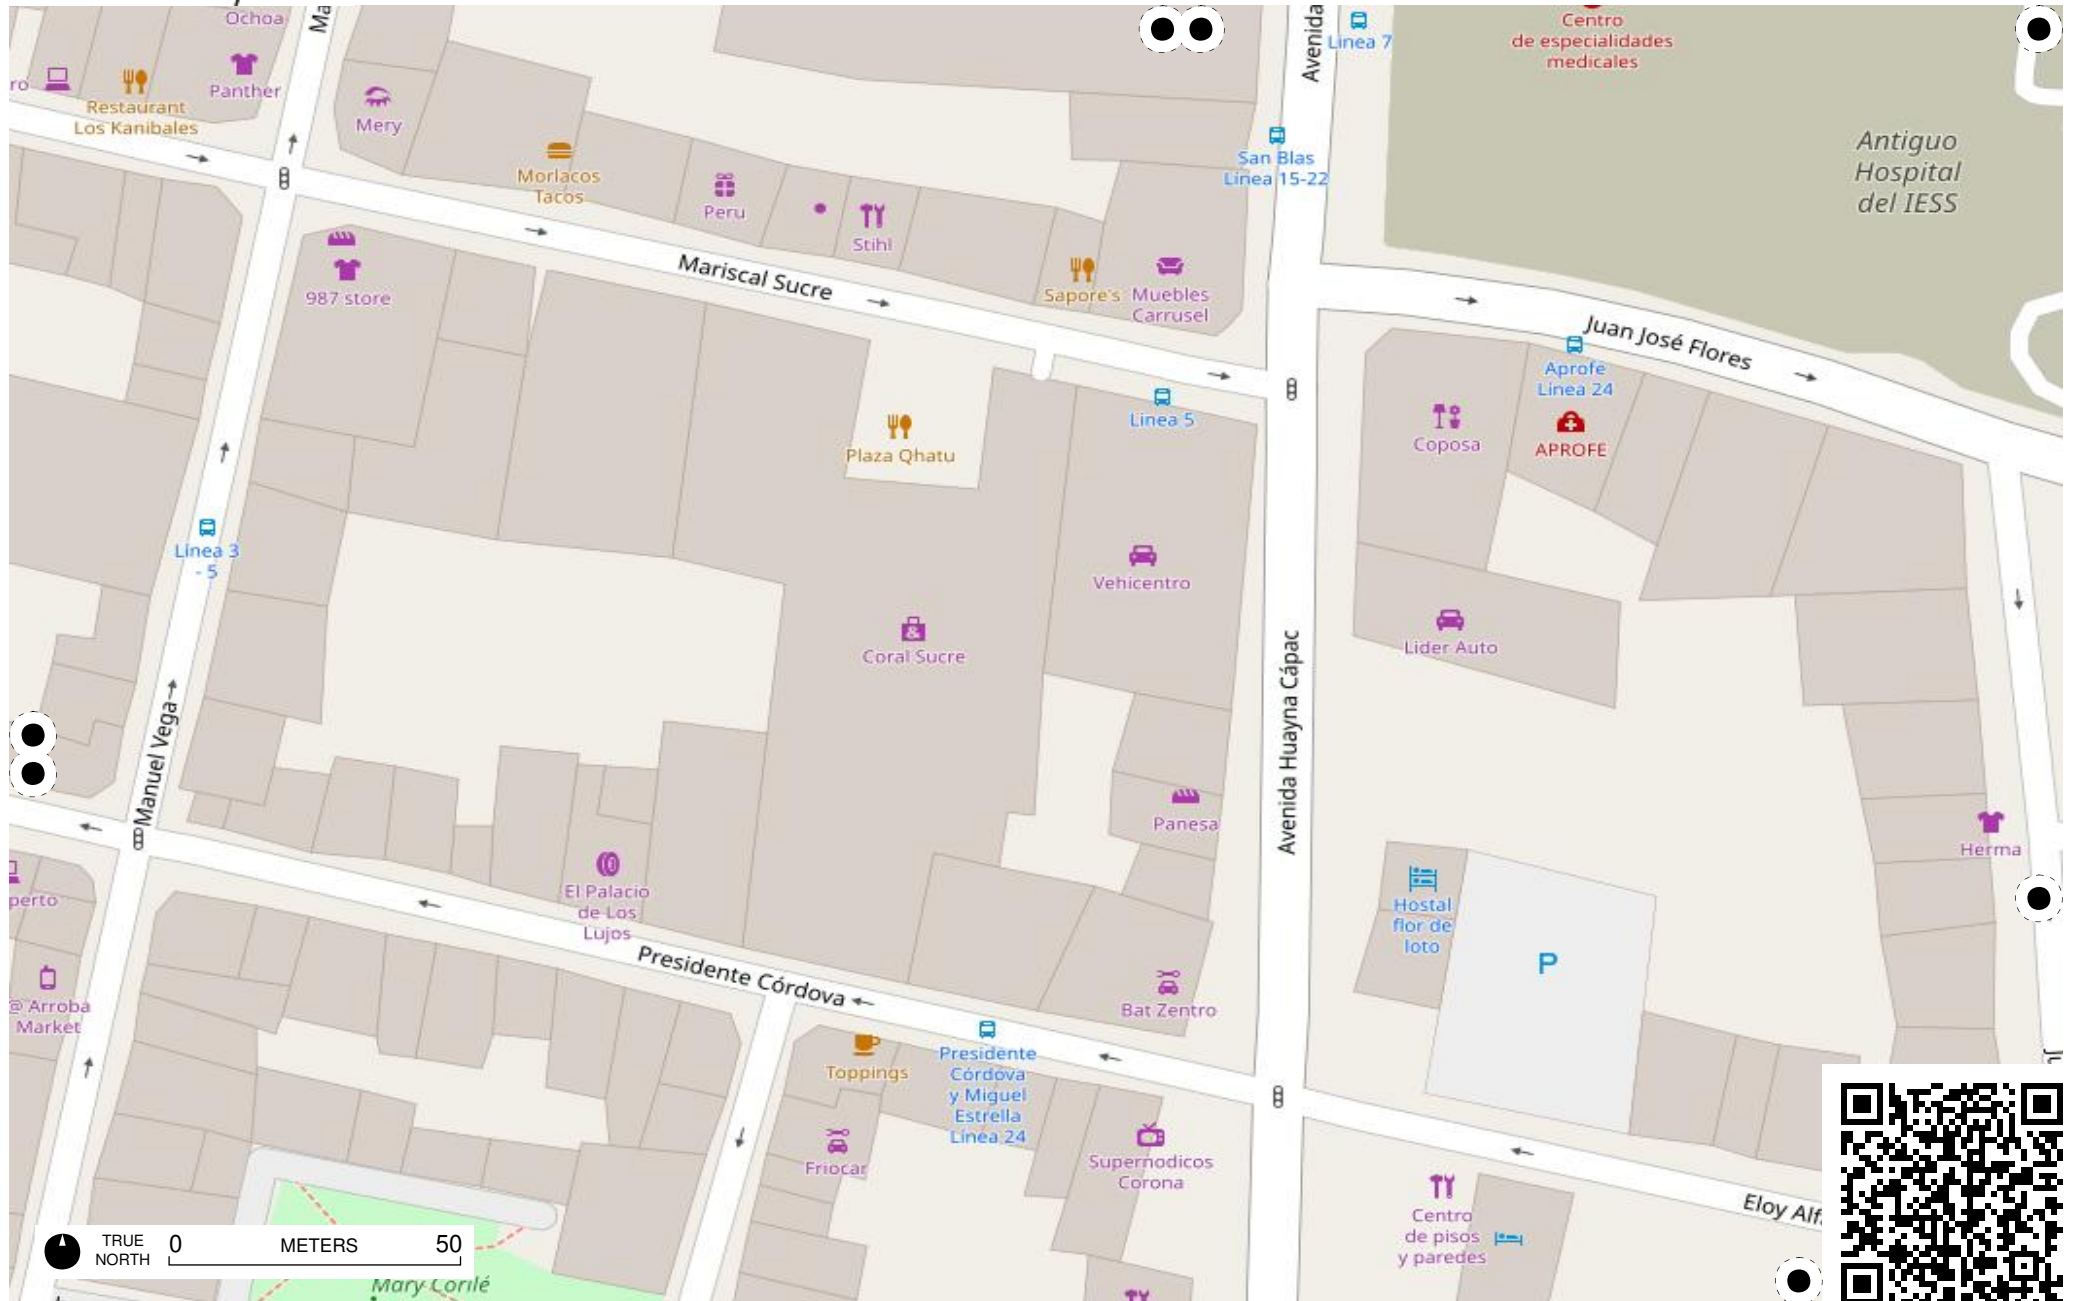 Ochoa
Panther
Restaurant
Los Kanibales
Mery
Morlacos
Tacos
Peru
Stihl
Avenida
Linea 7
Centro
de especialidades
medicales
Antiguo
Hospital
del IESS
San Blas
Línea 15-22
987 store
Mariscal Sucre
Sapore's
Muebles
Carrusel
Juan José Flores
Aprofe
Línea 24
Coposa
APROFE
Linea 5
Plaza Qhatu
Línea 3
- 5
Vehicentro
Coral Sucre
Lider Auto
Manuel Vega
Avenida Huayna Cápac
Panesa
Herma
El Palacio
de Los
Lujos
Hostal
flor de
loto
P
perto
@ Arroba
Market
Presidente Córdova
Bat Zentro
Toppings
Presidente
Córdova
y Miguel
Estrella
Línea 24
Friocar
Supernodicos
Corona
Centro
de pisos
y paredes
Eloy Alf
TRUE
NORTH
0 METERS 50
Mary Corilé